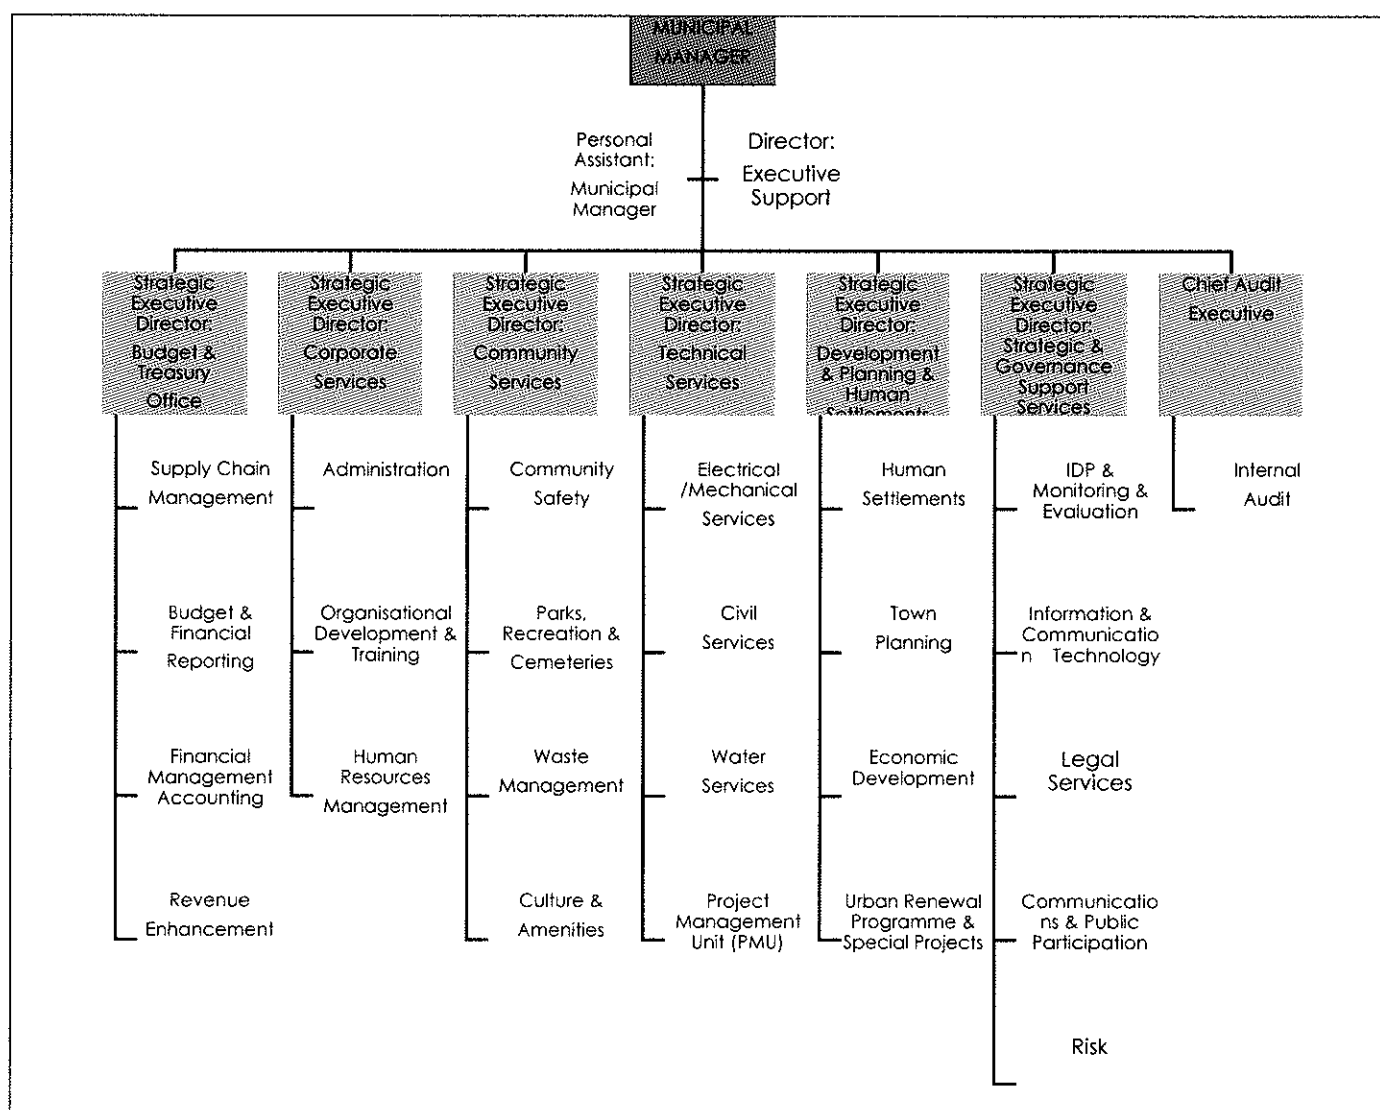 MUNICIPAL
MANAGER
Personal
Assistant:
Municipal
Manager
Director:
Executive
Support
Strategic
Executive
Director:
Budget &
Treasury
Office
Strategic
Executive
Director:
Corporate
Services
Strategic
Executive
Director:
Community
Services
Strategic
Executive
Director:
Technical
Services
Strategic
Executive
Director:
Development
& Planning &
Human
Settlements
Strategic
Executive
Director:
Strategic &
Governance
Support
Services
Chief Audit
Executive
Supply Chain
Management
Budget &
Financial
Reporting
Financial
Management
Accounting
Revenue
Enhancement
Administration
Organisational
Development &
Training
Human
Resources
Management
Community
Safety
Parks,
Recreation &
Cemeteries
Waste
Management
Culture &
Amenities
Electrical
/Mechanical
Services
Civil
Services
Water
Services
Project
Management
Unit (PMU)
Human
Settlements
Town
Planning
Economic
Development
Urban Renewal
Programme &
Special Projects
IDP &
Monitoring &
Evaluation
Information &
Communicatio
n Technology
Legal
Services
Communicatio
ns & Public
Participation
Risk
Internal
Audit